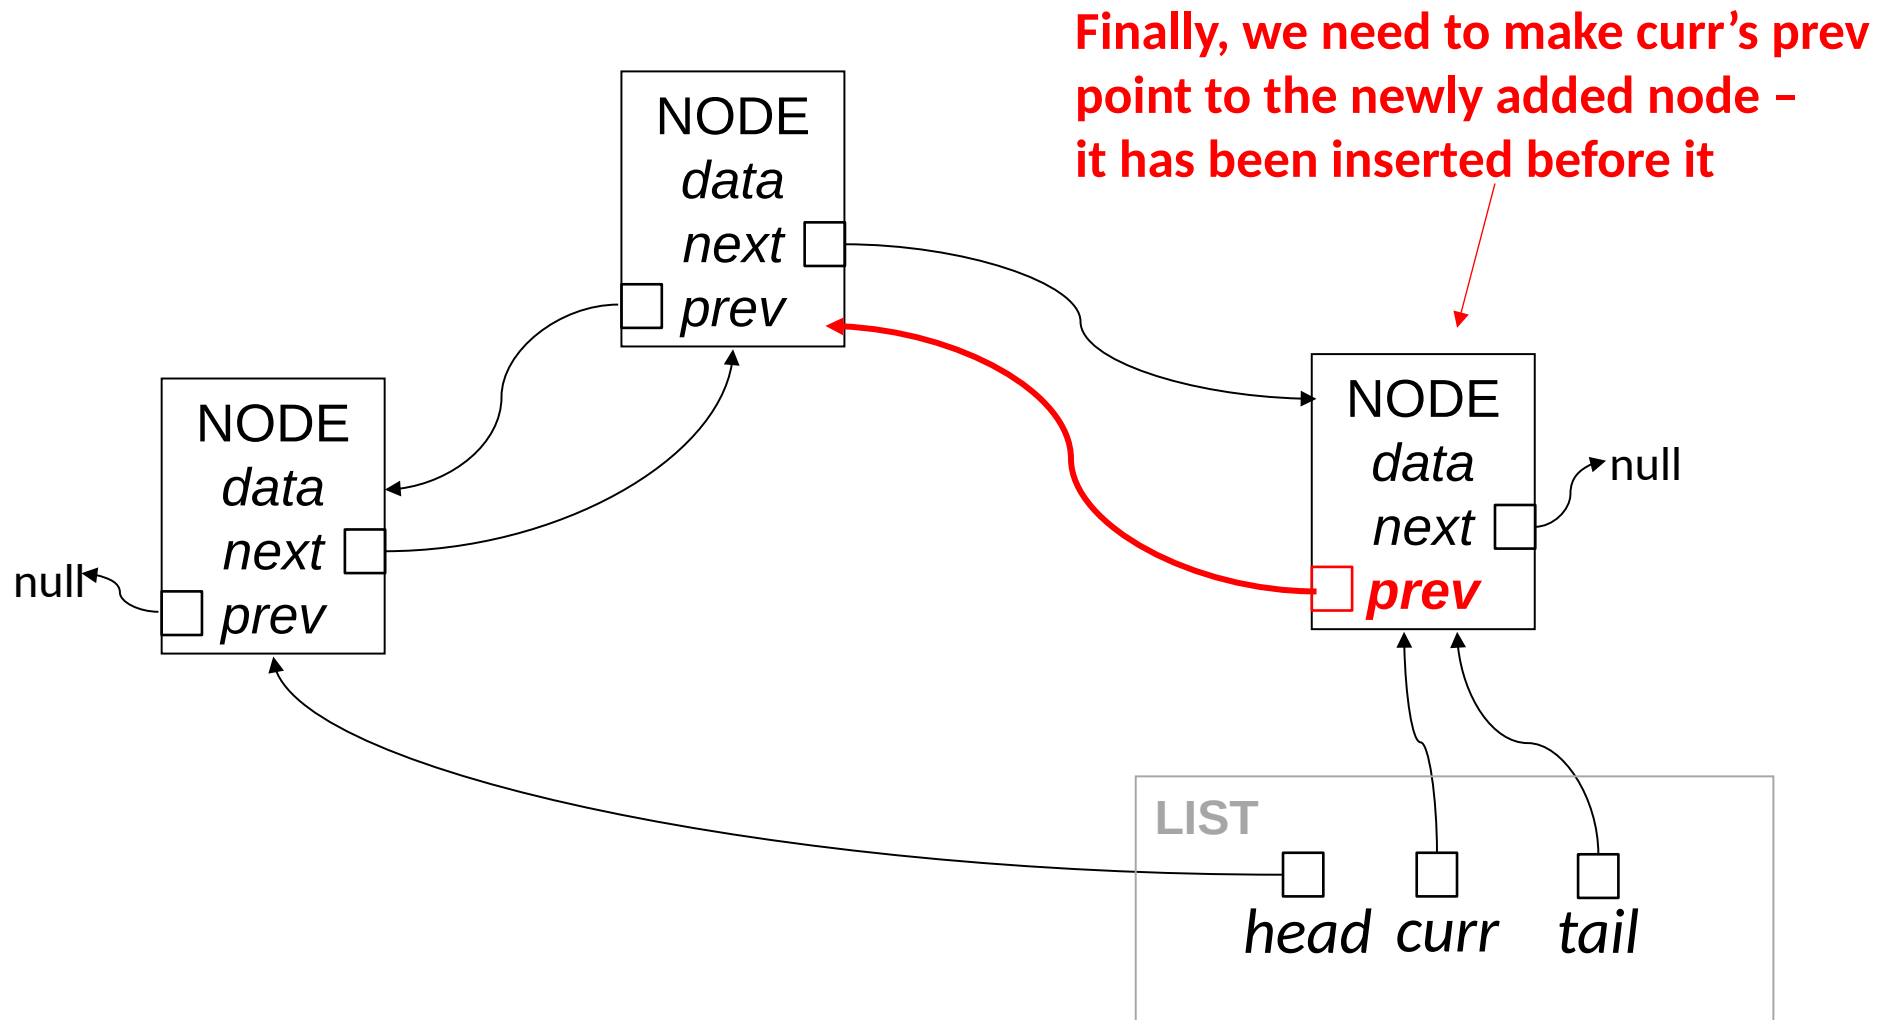 Finally, we need to make curr’s prev
point to the newly added node –
it has been inserted before it
NODE
data
next
prev
NODE
data
next
prev
null
NODE
data
next
prev
null
LIST
head curr tail